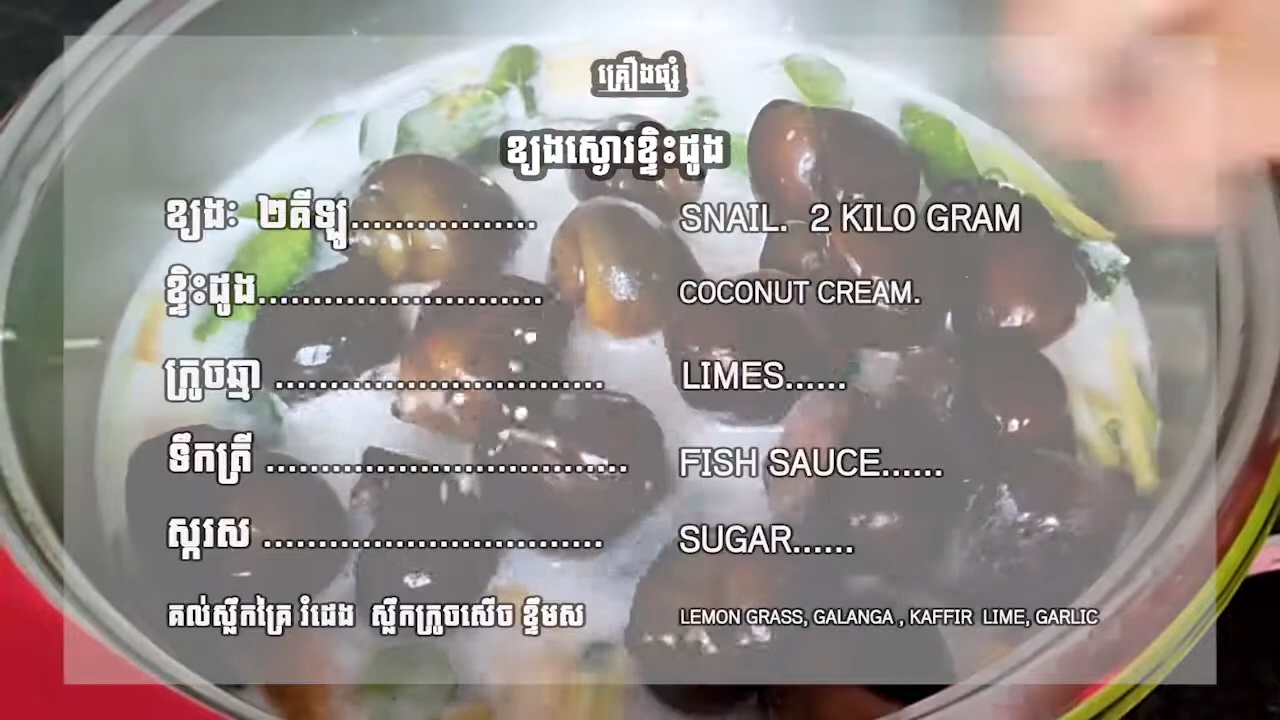 គ្រឿងផ្សំ
ខ្យងស្ងោរខ្ទិះដូង
ខ្យង៖ ២គីឡូ................. SNAIL. 2 KILO GRAM
ខ្ទិះដូង.......................... COCONUT CREAM.
ក្រូចឆ្មា .............................. LIMES......
ទឹកត្រី ................................. FISH SAUCE......
ស្ករស ............................... SUGAR......
គល់ស្លឹកគ្រៃ រំដេង ស្លឹកក្រូចសើច ខ្ទឹមស LEMON GRASS, GALANGA , KAFFIR LIME, GARLIC